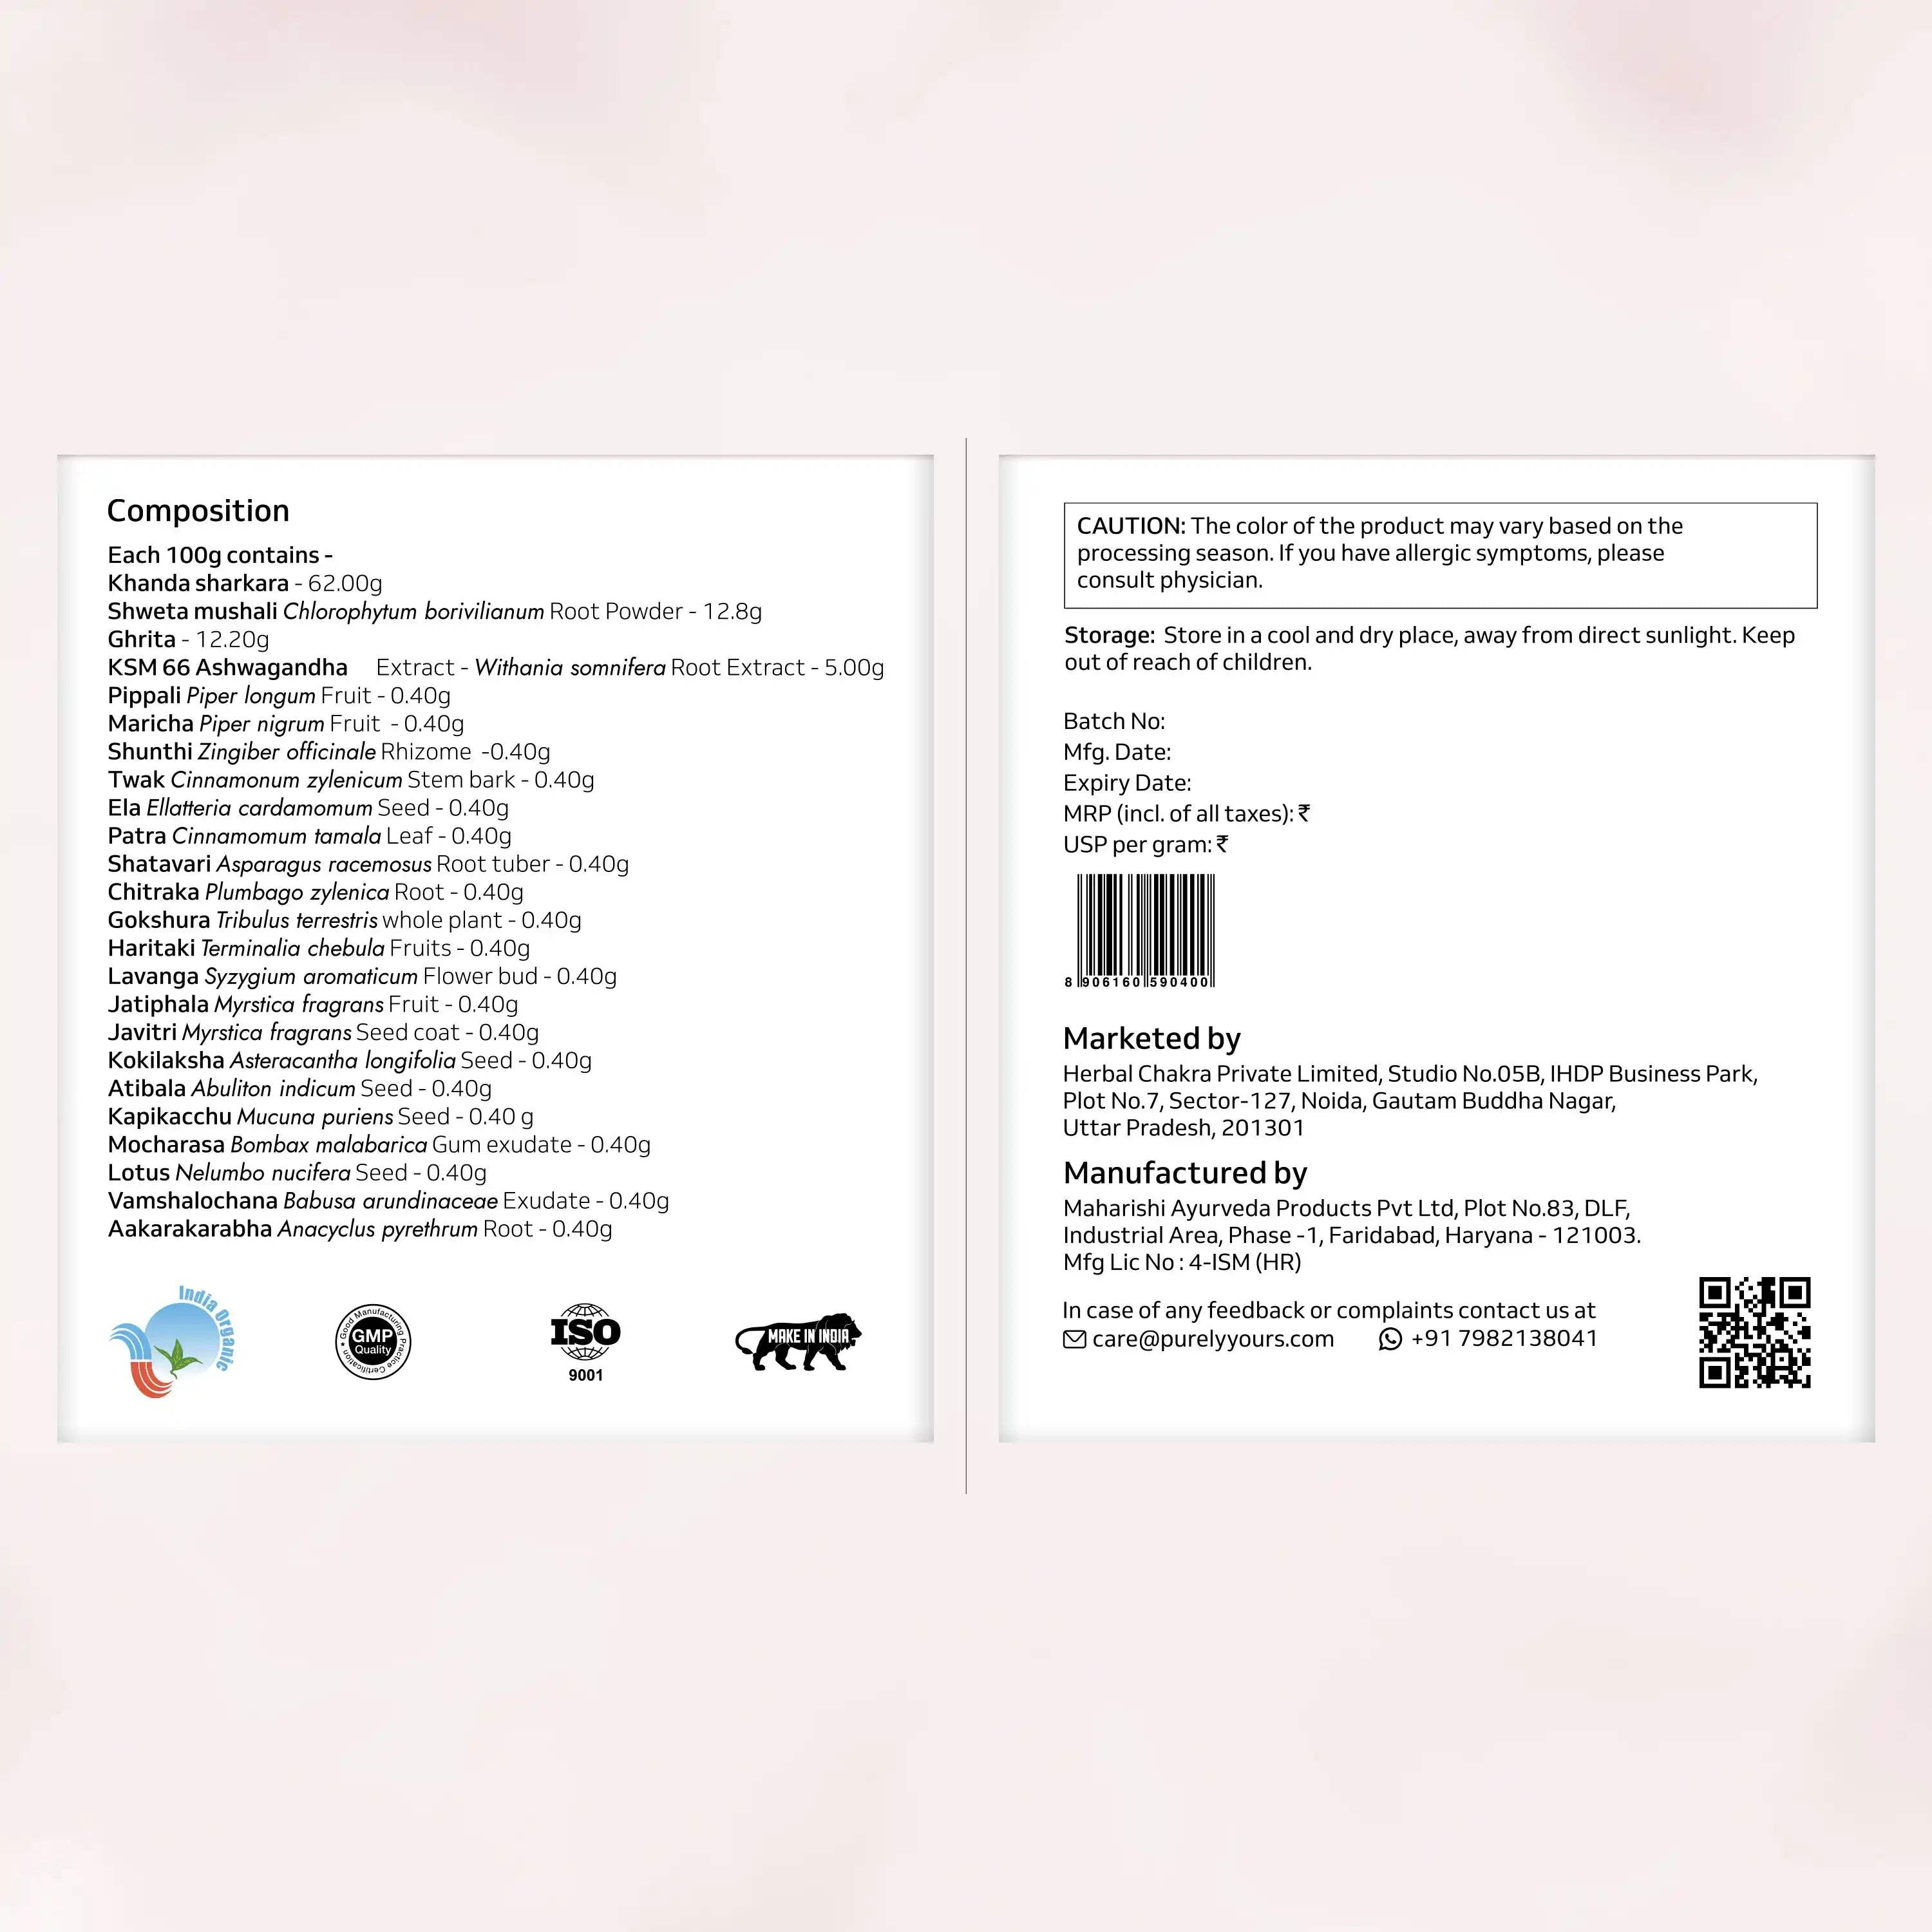 Composition
Each 100g contains -
Khanda sharkara - 62.00g
Shweta mushali Chlorophytum borivilianum Root Powder - 12.8g
Ghrita - 12.20g
KSM 66 Ashwagandha Extract - Withania somnifera Root Extract - 5.00g
Pippali Piper longum Fruit - 0.40g
Maricha Piper nigrum Fruit - 0.40g
Shunthi Zingiber officinale Rhizome -0.40g
Twak Cinnamonum zylenicum Stem bark - 0.40g
Ela Ellatteria cardamomum Seed - 0.40g
Patra Cinnamomum tamala Leaf - 0.40g
Shatavari Asparagus racemosus Root tuber - 0.40g
Chitraka Plumbago zylenica Root - 0.40g
Gokshura Tribulus terrestris whole plant - 0.40g
Haritaki Terminalia chebula Fruits - 0.40g
Lavanga Syzygium aromaticum Flower bud - 0.40g
Jatiphala Myrstica fragrans Fruit - 0.40g
Javitri Myrstica fragrans Seed coat - 0.40g
Kokilaksha Asteracantha longifolia Seed - 0.40g
Atibala Abuliton indicum Seed - 0.40g
Kapikacchu Mucuna puriens Seed - 0.40 g
Mocharasa Bombax malabarica Gum exudate - 0.40g
Lotus Nelumbo nucifera Seed - 0.40g
Vamshalochana Babusa arundinaceae Exudate - 0.40g
Aakarakarabha Anacyclus pyrethrum Root - 0.40g
India Organic
Good Manufacturing Practice Certification
GMP
Quality
ISO
9001
MAKE IN INDIA
CAUTION: The color of the product may vary based on the
processing season. If you have allergic symptoms, please
consult physician.
Storage: Store in a cool and dry place, away from direct sunlight. Keep
out of reach of children.
Batch No:
Mfg. Date:
Expiry Date:
MRP (incl. of all taxes): ₹
USP per gram: ₹
8 906160 590400
Marketed by
Herbal Chakra Private Limited, Studio No.05B, IHDP Business Park,
Plot No.7, Sector-127, Noida, Gautam Buddha Nagar,
Uttar Pradesh, 201301
Manufactured by
Maharishi Ayurveda Products Pvt Ltd, Plot No.83, DLF,
Industrial Area, Phase -1, Faridabad, Haryana - 121003.
Mfg Lic No : 4-ISM (HR)
In case of any feedback or complaints contact us at
care@purelyyours.com +91 7982138041